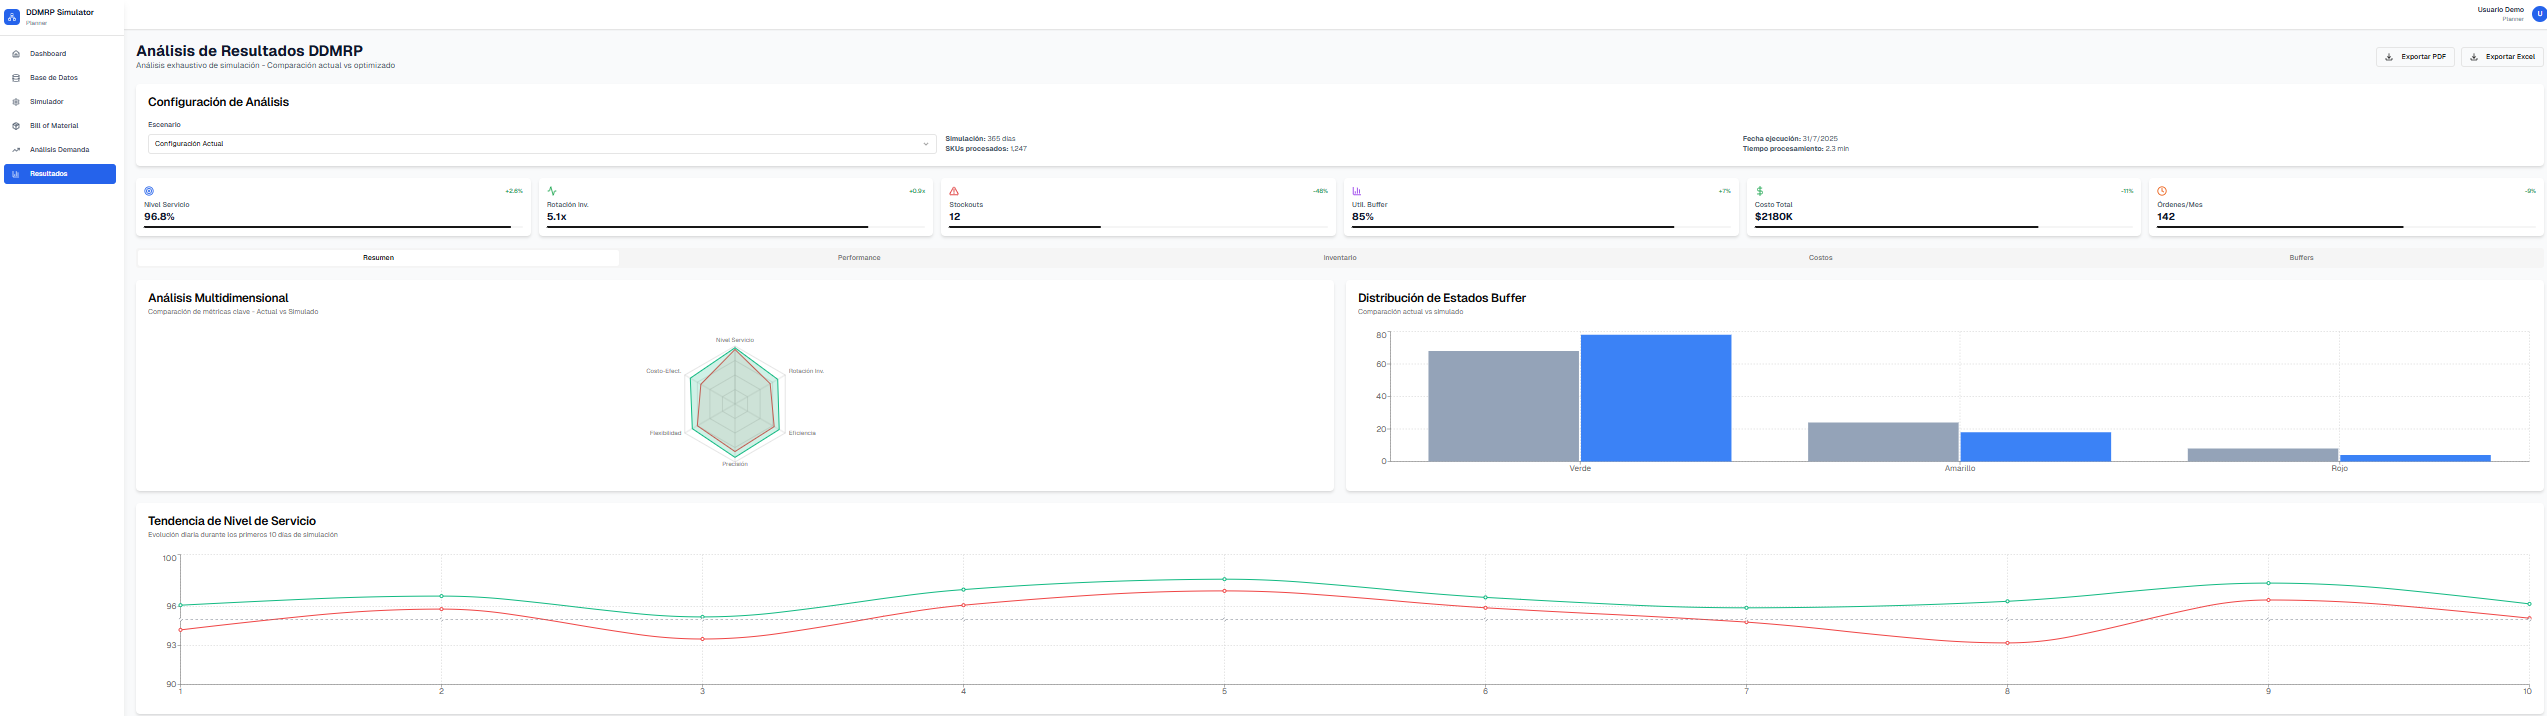 DDMRP Simulator
Planner
Usuario Demo
Planner
U
Dashboard
Base de Datos
Simulador
Bill of Material
Análisis Demanda
Resultados
Análisis de Resultados DDMRP
Análisis exhaustivo de simulación - Comparación actual vs optimizado
Exportar PDF
Exportar Excel
Configuración de Análisis
Escenario
Configuración Actual
Simulación: 365 días
SKUs procesados: 1,247
Fecha ejecución: 31/7/2025
Tiempo procesamiento: 2.3 min
+2.6%
Nivel Servicio
96.8%
+0.9x
Rotación Inv.
5.1x
-48%
Stockouts
12
+7%
Util. Buffer
85%
-11%
Costo Total
$2180K
-9%
Órdenes/Mes
142
Resumen
Performance
Inventario
Costos
Buffers
Análisis Multidimensional
Comparación de métricas clave - Actual vs Simulado
Nivel Servicio
Rotación Inv.
Eficiencia
Precisión
Flexibilidad
Costo-Efect.
Distribución de Estados Buffer
Comparación actual vs simulado
80
60
40
20
0
Verde
Amarillo
Rojo
Tendencia de Nivel de Servicio
Evolución diaria durante los primeros 10 días de simulación
100
96
93
90
1
2
3
4
5
6
7
8
9
10